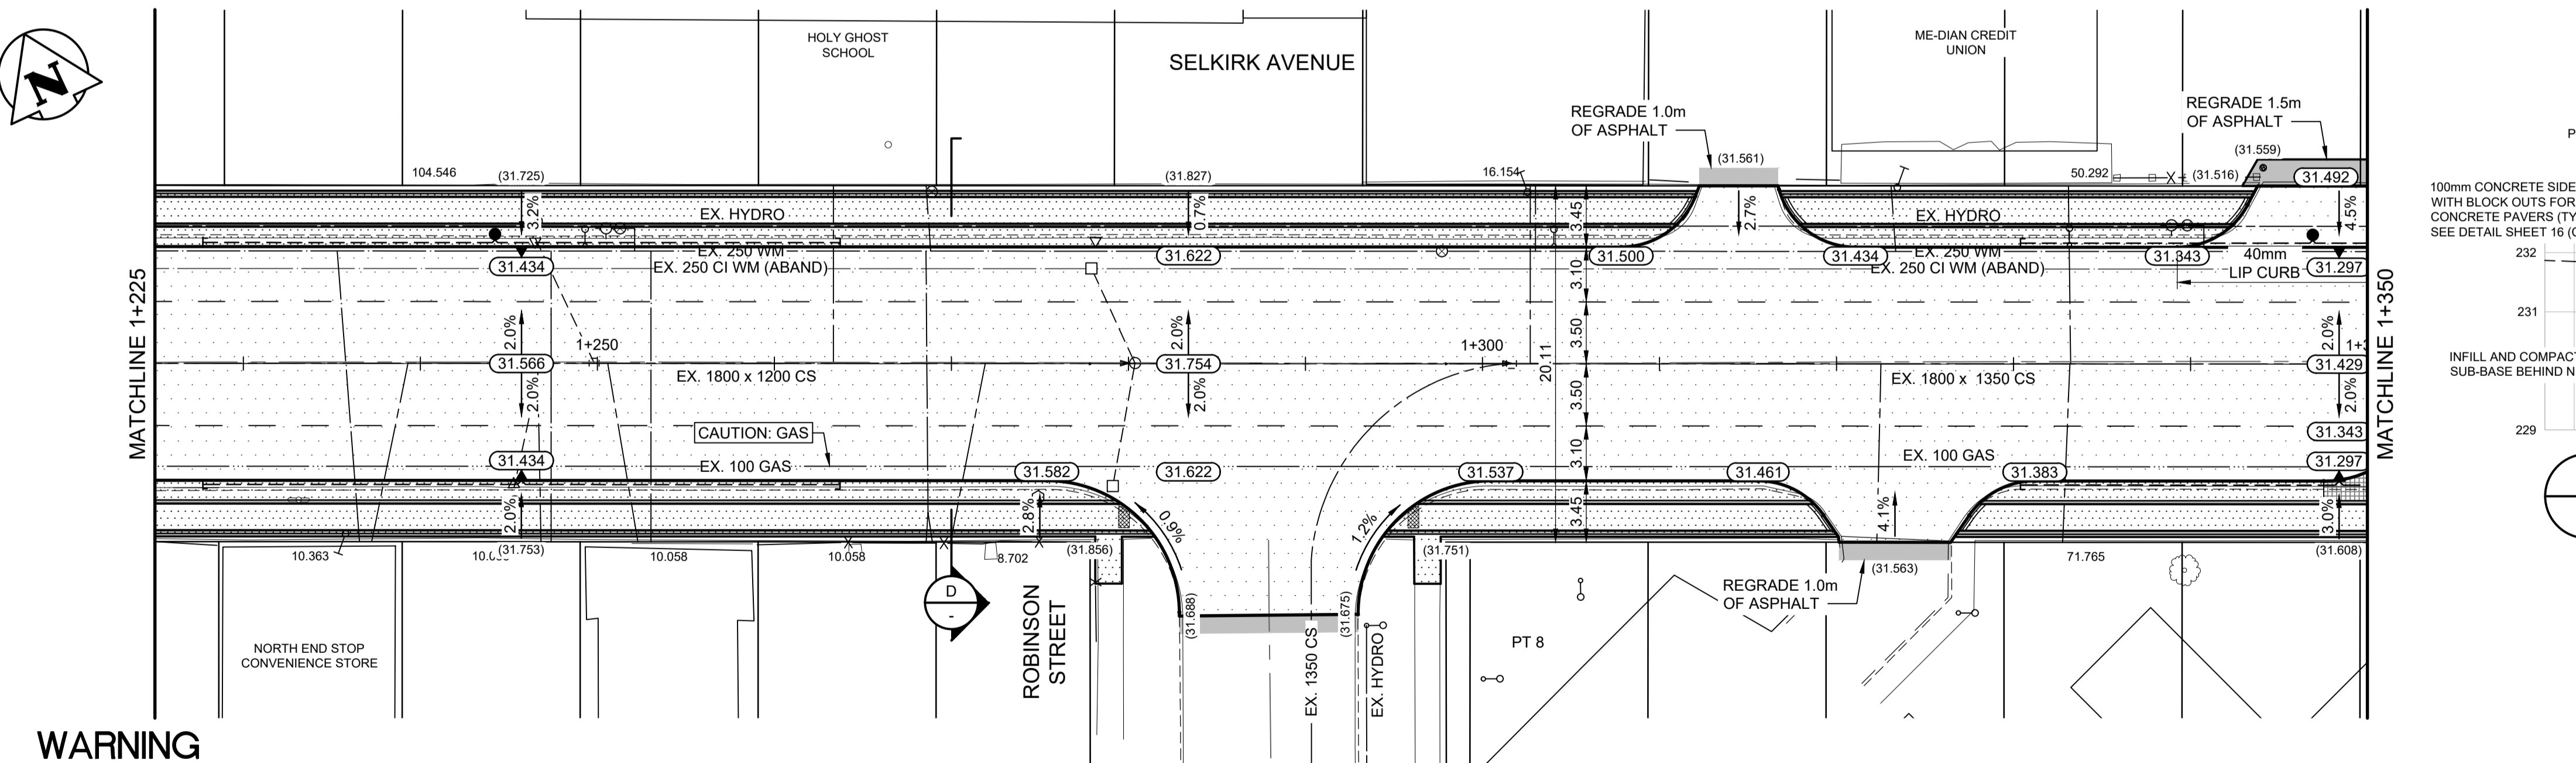 N
HOLY GHOST
SCHOOL
SELKIRK AVENUE
ME-DIAN CREDIT
UNION
REGRADE 1.0m
OF ASPHALT
REGRADE 1.5m
OF ASPHALT
104.546
(31.725)
(31.827)
16.154
(31.561)
50.292
(31.516)
(31.559)
31.492
3.2%
EX. HYDRO
0.7%
3.45
2.7%
EX. HYDRO
4.5%
31.434
EX. 250 WM
EX. 250 CI WM (ABAND)
31.622
31.500
31.434
EX. 250 WM
EX. 250 CI WM (ABAND)
31.343
40mm
LIP CURB
31.297
3.10
MATCHLINE 1+225
MATCHLINE 1+350
2.0%
1+250
2.0%
1+300
3.50
2.0%
31.566
31.754
20.11
31.429
EX. 1800 x 1200 CS
EX. 1800 x 1350 CS
2.0%
2.0%
3.50
2.0%
CAUTION: GAS
31.343
31.434
EX. 100 GAS
31.582
31.622
31.537
3.10
31.461
EX. 100 GAS
31.383
31.297
2.0%
2.8%
0.9%
1.2%
3.45
4.1%
3.0%
10.363
(31.753)
10.058
10.058
8.702
(31.856)
(31.751)
(31.563)
71.765
(31.608)
D
-
ROBINSON
STREET
(31.688)
(31.675)
EX. 1350 CS
EX. HYDRO
REGRADE 1.0m
OF ASPHALT
PT 8
NORTH END STOP
CONVENIENCE STORE
WARNING
P
100mm CONCRETE SIDE
WITH BLOCK OUTS FOR
CONCRETE PAVERS (TY
SEE DETAIL SHEET 16 (
232
231
INFILL AND COMPAC
SUB-BASE BEHIND N
229